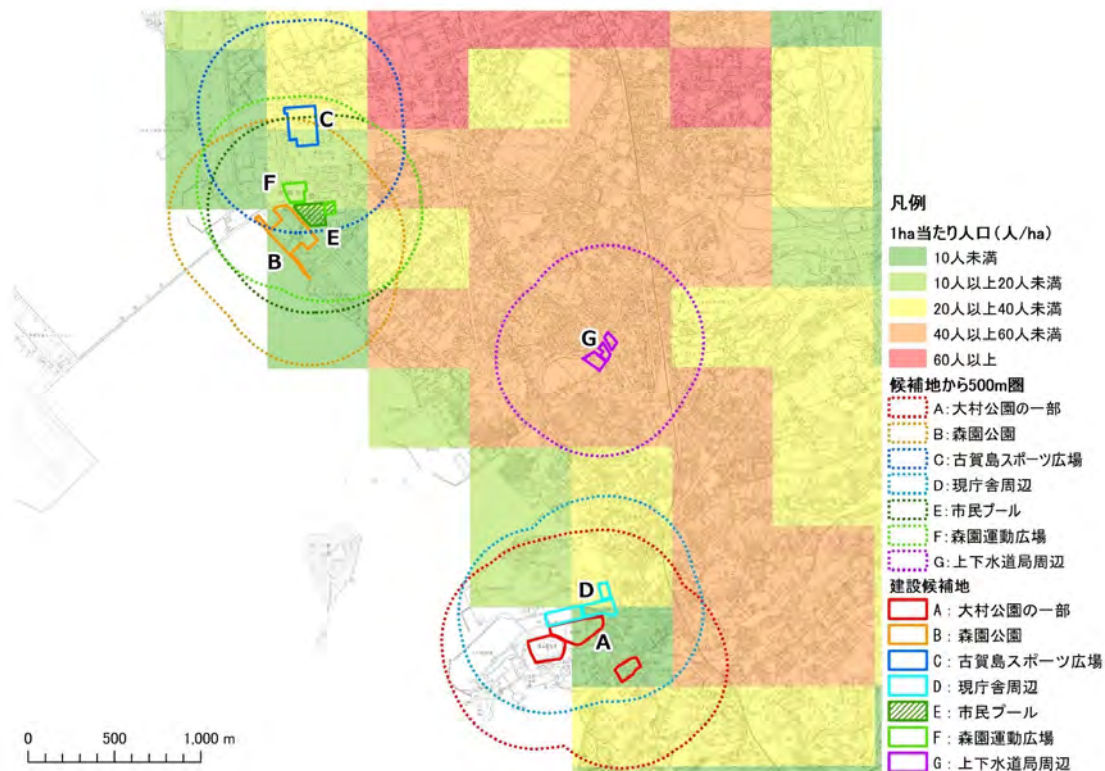 C
F
E
B
G
D
A
0 500 1,000 m
凡例
1ha当たり人口(人/ha)
10人未満
10人以上20人未満
20人以上40人未満
40人以上60人未満
60人以上
候補地から500m圏
A:大村公園の一部
B:森園公園
C:古賀島スポーツ広場
D:現庁舎周辺
E:市民プール
F:森園運動広場
G:上下水道局周辺
建設候補地
A:大村公園の一部
B:森園公園
C:古賀島スポーツ広場
D:現庁舎周辺
E:市民プール
F:森園運動広場
G:上下水道局周辺